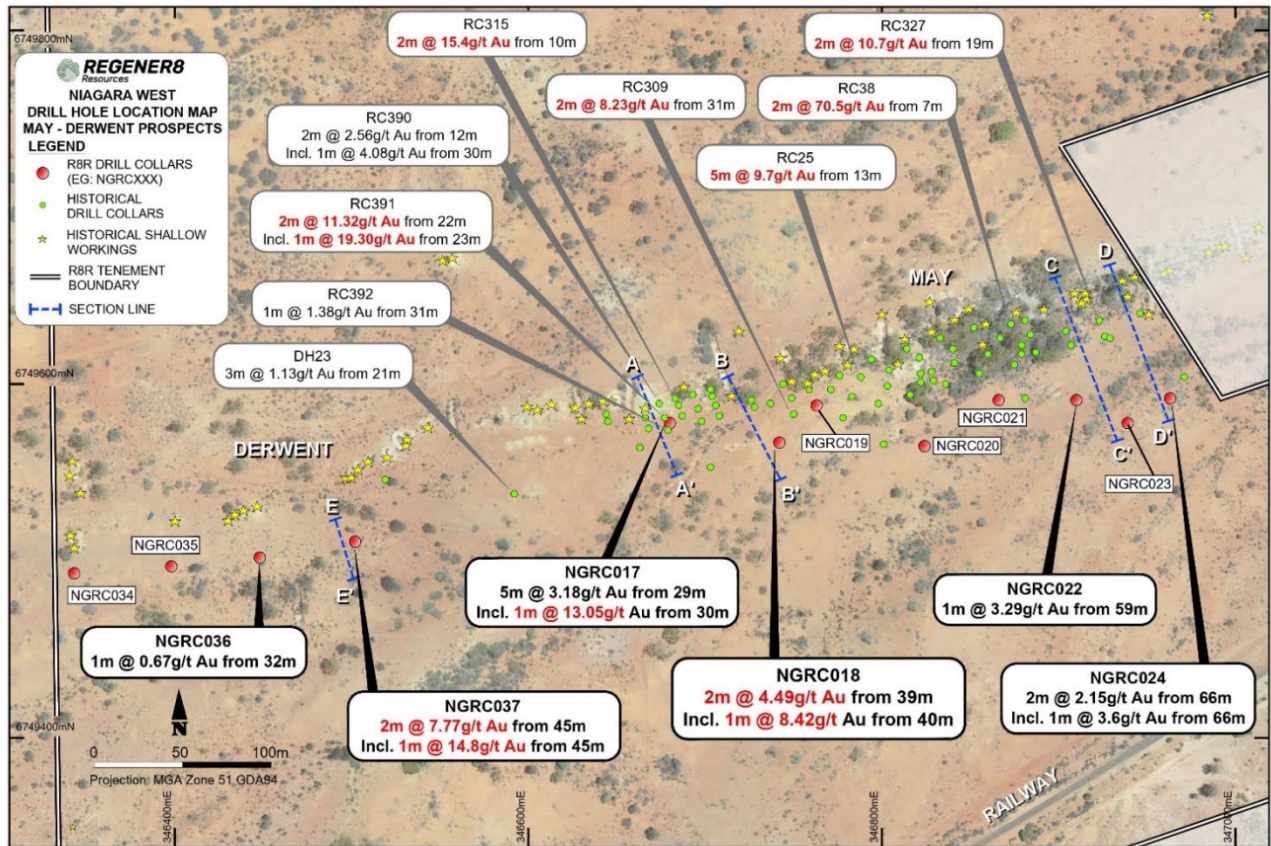 6749800mN
REGENER8
Resources
NIAGARA WEST
DRILL HOLE LOCATION MAP
MAY - DERWENT PROSPECTS
LEGEND
R8R DRILL COLLARS
(EG: NGRCXXX)
HISTORICAL
DRILL COLLARS
HISTORICAL SHALLOW
WORKINGS
R8R TENEMENT
BOUNDARY
SECTION LINE
RC315
2m @ 15.4g/t Au from 10m
RC327
2m @ 10.7g/t Au from 19m
RC309
2m @ 8.23g/t Au from 31m
RC38
2m @ 70.5g/t Au from 7m
RC390
2m @ 2.56g/t Au from 12m
Incl. 1m @ 4.08g/t Au from 30m
RC25
5m @ 9.7g/t Au from 13m
RC391
2m @ 11.32g/t Au from 22m
Incl. 1m @ 19.30g/t Au from 23m
RC392
1m @ 1.38g/t Au from 31m
DH23
3m @ 1.13g/t Au from 21m
MAY
C
D
A
B
6749600mN
DERWENT
NGRC019
NGRC021
NGRC020
C'
D'
NGRC023
A'
B'
E
E'
NGRC035
NGRC034
NGRC017
5m @ 3.18g/t Au from 29m
Incl. 1m @ 13.05g/t Au from 30m
NGRC022
1m @ 3.29g/t Au from 59m
NGRC036
1m @ 0.67g/t Au from 32m
NGRC018
2m @ 4.49g/t Au from 39m
Incl. 1m @ 8.42g/t Au from 40m
NGRC024
2m @ 2.15g/t Au from 66m
Incl. 1m @ 3.6g/t Au from 66m
NGRC037
2m @ 7.77g/t Au from 45m
Incl. 1m @ 14.8g/t Au from 45m
N
6749400mN
0 50 100m
Projection: MGA Zone 51 GDA94
RAILWAY
346400mE
346600mE
346800mE